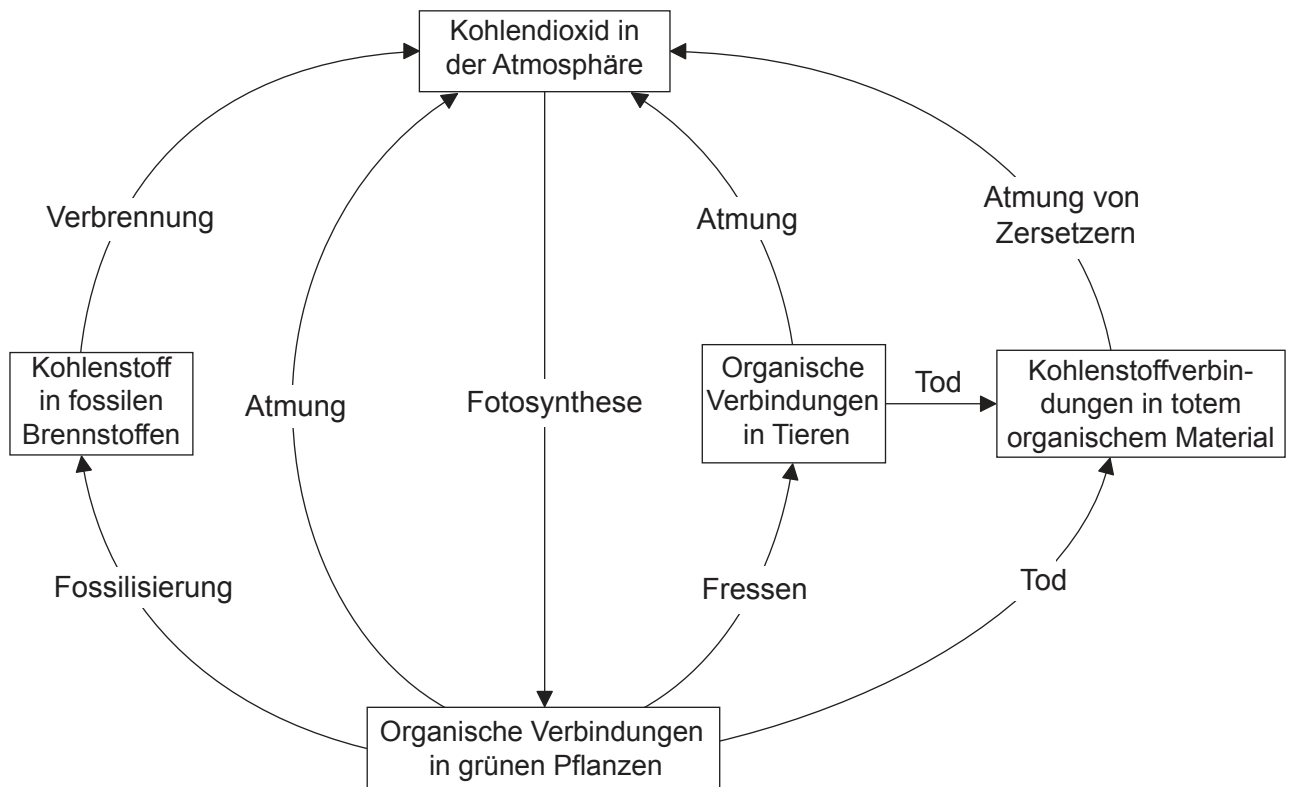 Kohlendioxid in
der Atmosphäre
Verbrennung
Atmung
Atmung von
Zersetzern
Kohlenstoff
in fossilen
Brennstoffen
Atmung
Fotosynthese
Organische
Verbindungen
in Tieren
Tod
Kohlenstoffverbin-
dungen in totem
organischem Material
Fossilisierung
Fressen
Tod
Organische Verbindungen
in grünen Pflanzen